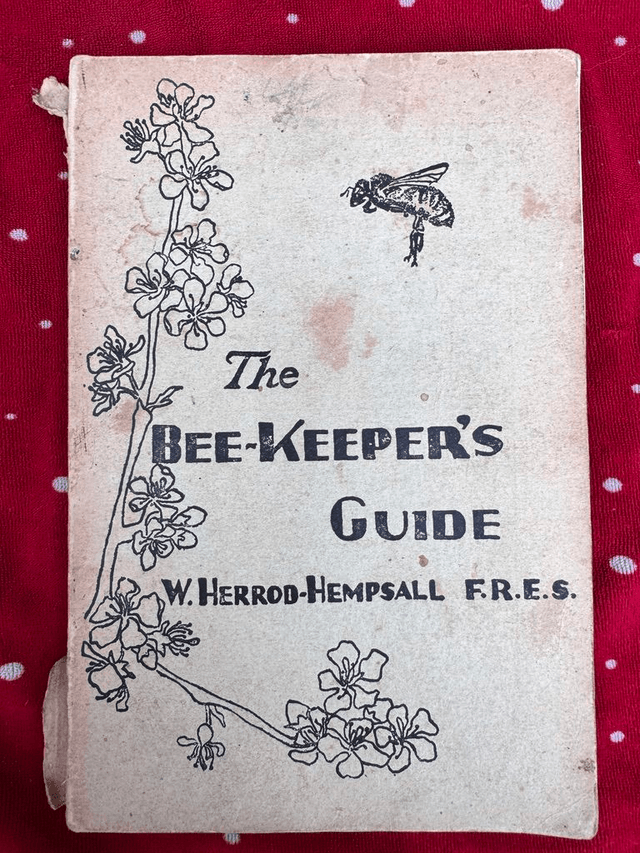 The
BEE-KEEPER'S
GUIDE
W. HERROD-HEMPSALL F.R.E.S.